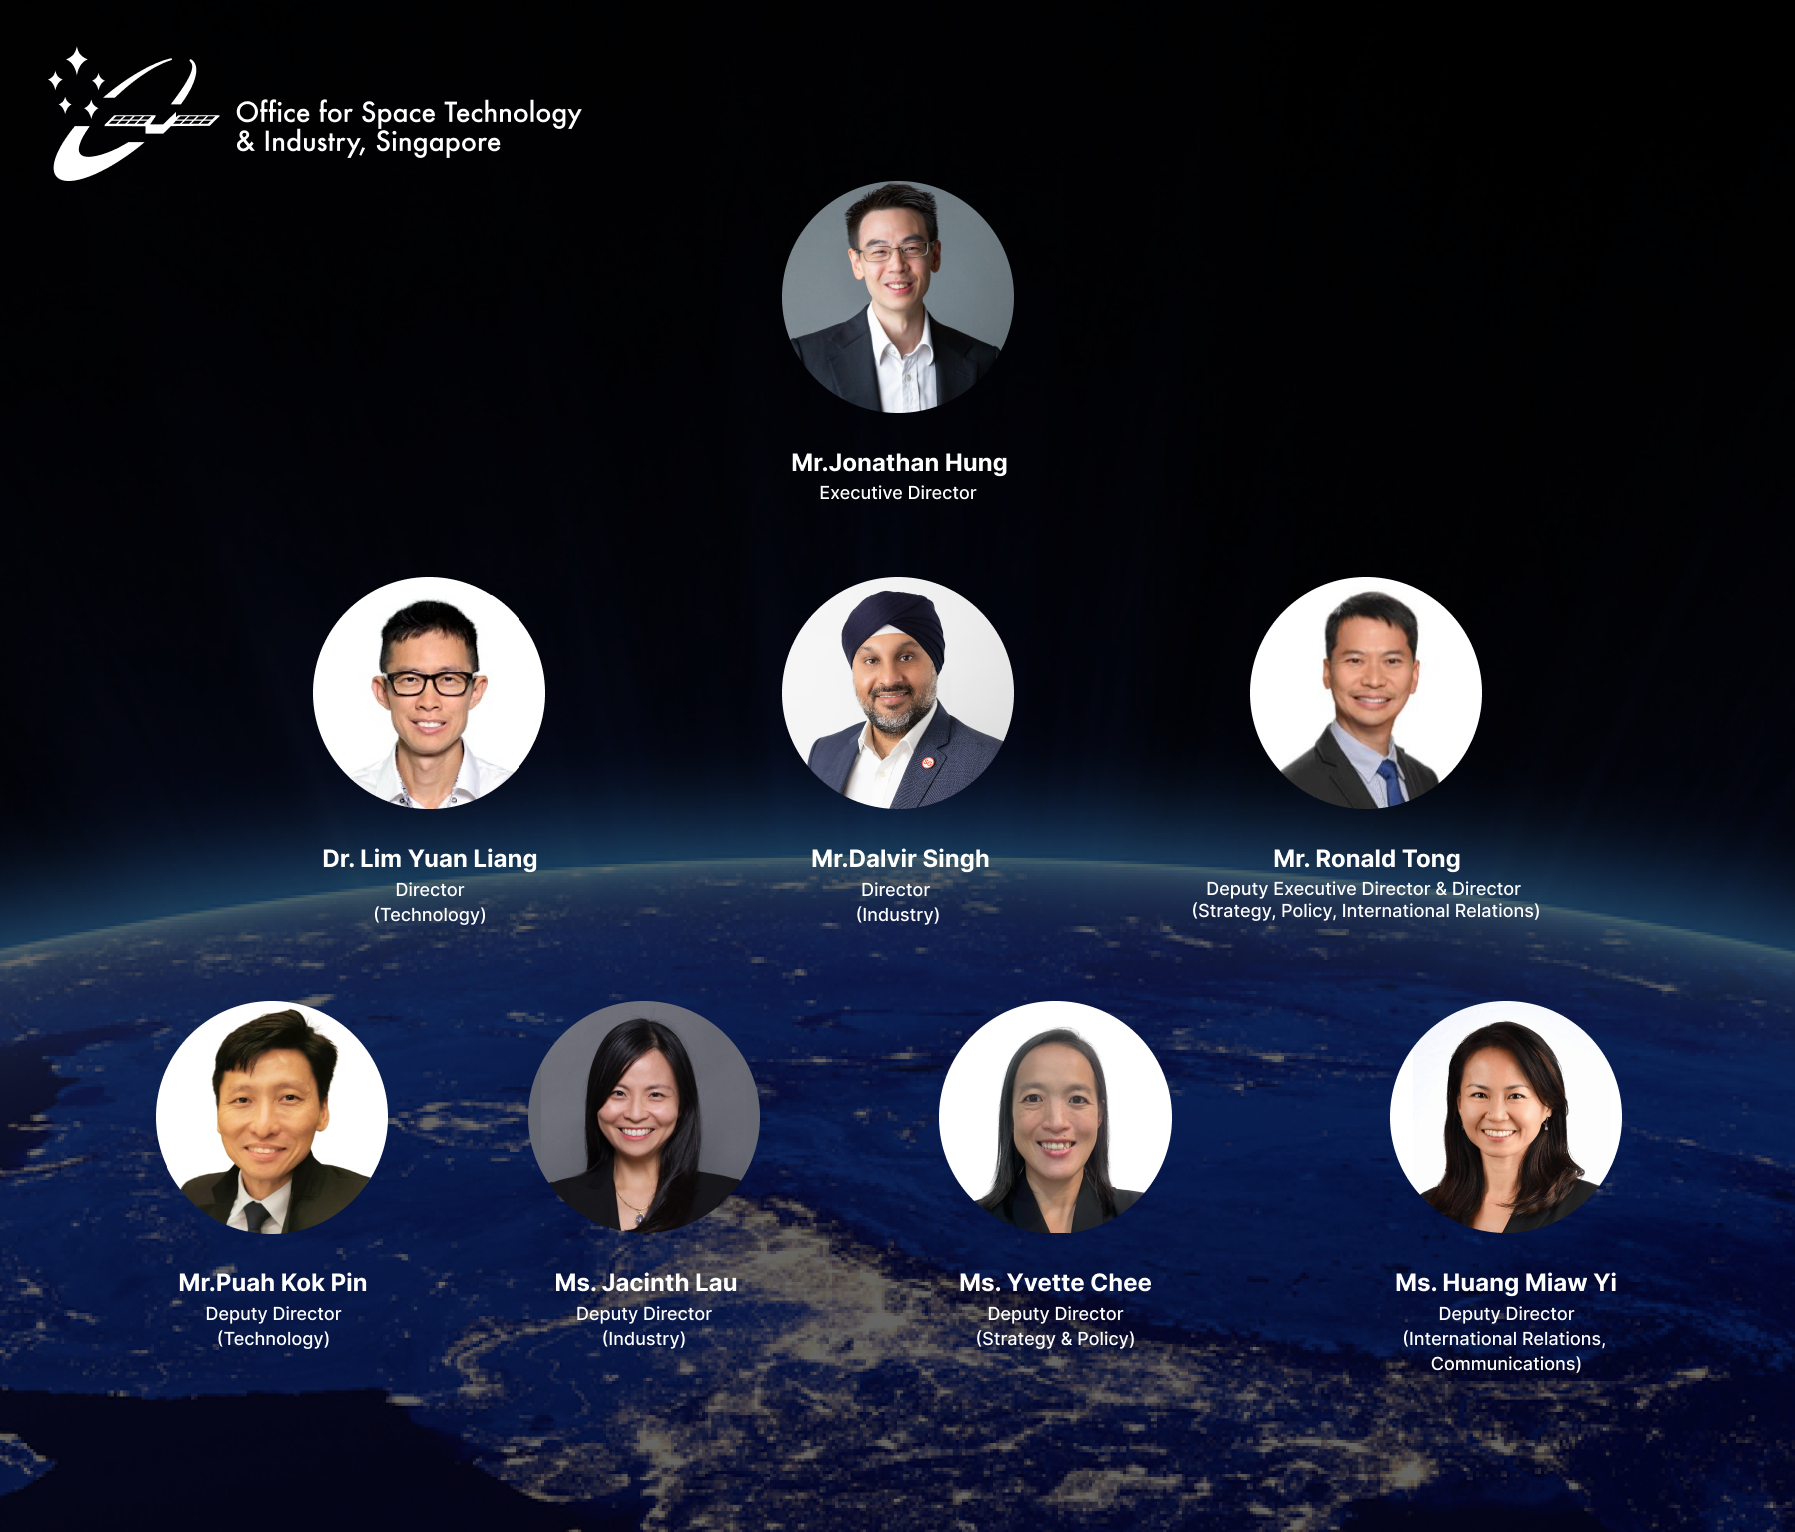 Office for Space Technology
& Industry, Singapore
Mr.Jonathan Hung
Executive Director
Dr. Lim Yuan Liang
Director
(Technology)
Mr.Dalvir Singh
Director
(Industry)
Mr. Ronald Tong
Deputy Executive Director & Director
(Strategy, Policy, International Relations)
Mr.Puah Kok Pin
Deputy Director
(Technology)
Ms. Jacinth Lau
Deputy Director
(Industry)
Ms. Yvette Chee
Deputy Director
(Strategy & Policy)
Ms. Huang Miaw Yi
Deputy Director
(International Relations,
Communications)